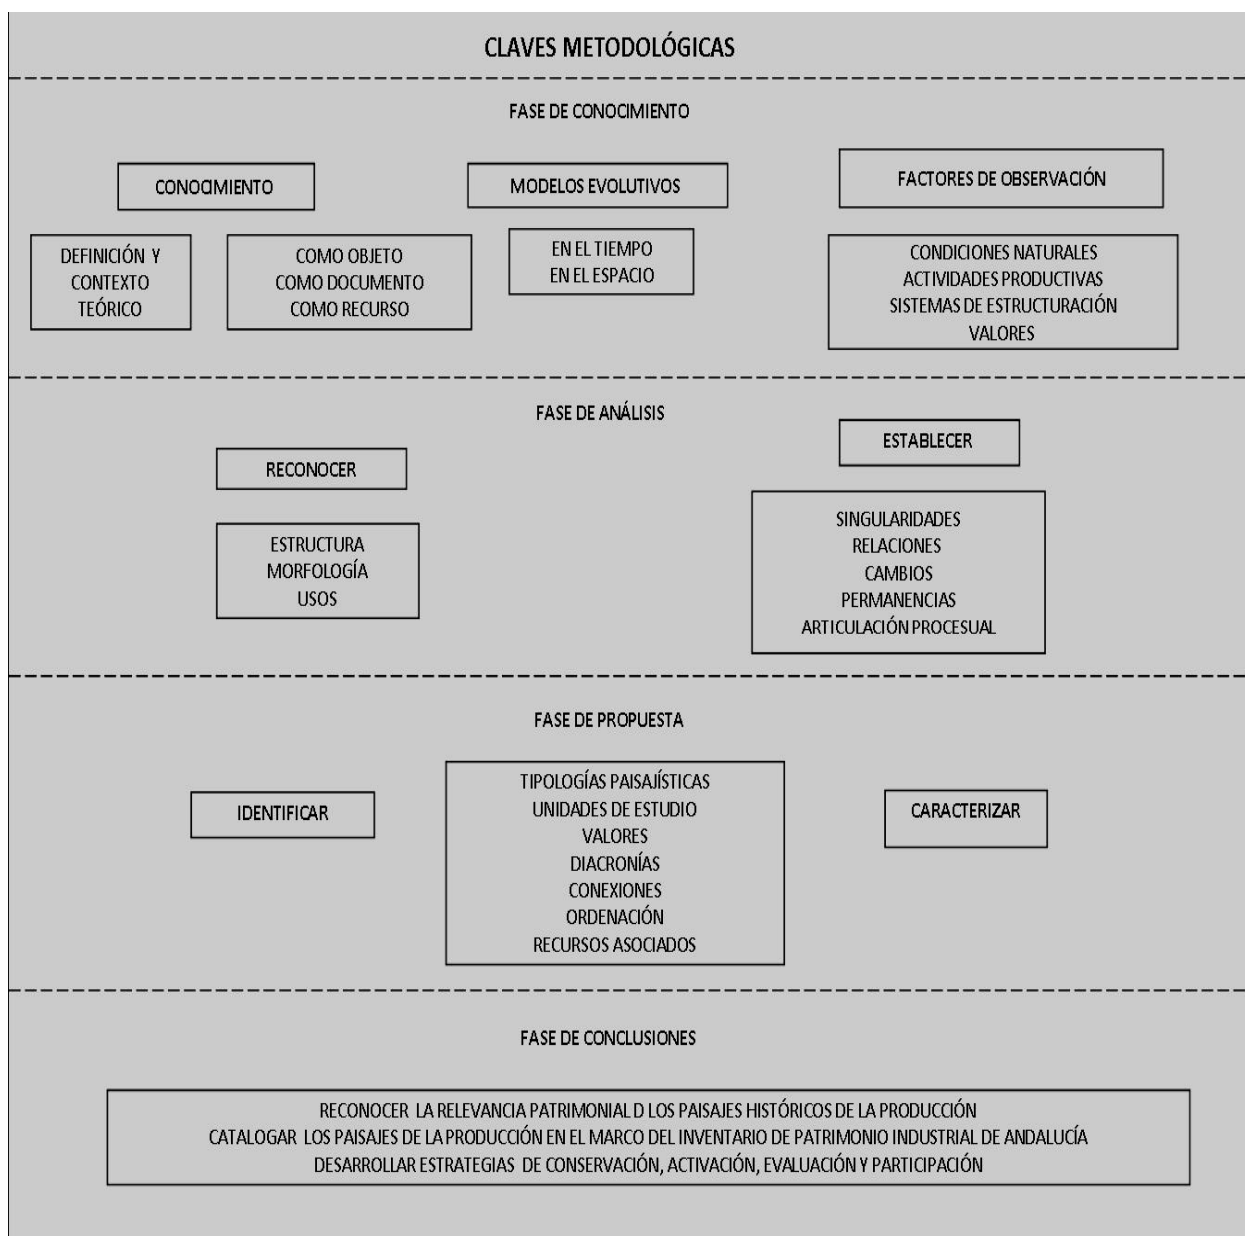 CLAVES METODOLÓGICAS
FASE DE CONOCIMIENTO
CONOCIMIENTO
DEFINICIÓN Y
CONTEXTO
TEÓRICO
COMO OBJETO
COMO DOCUMENTO
COMO RECURSO
MODELOS EVOLUTIVOS
EN EL TIEMPO
EN EL ESPACIO
FACTORES DE OBSERVACIÓN
CONDICIONES NATURALES
ACTIVIDADES PRODUCTIVAS
SISTEMAS DE ESTRUCTURACIÓN
VALORES
FASE DE ANÁLISIS
RECONOCER
ESTRUCTURA
MORFOLOGÍA
USOS
ESTABLECER
SINGULARIDADES
RELACIONES
CAMBIOS
PERMANENCIAS
ARTICULACIÓN PROCESUAL
FASE DE PROPUESTA
IDENTIFICAR
TIPOLOGÍAS PAISAJÍSTICAS
UNIDADES DE ESTUDIO
VALORES
DIACRONÍAS
CONEXIONES
ORDENACIÓN
RECURSOS ASOCIADOS
CARACTERIZAR
FASE DE CONCLUSIONES
RECONOCER LA RELEVANCIA PATRIMONIAL D LOS PAISAJES HISTÓRICOS DE LA PRODUCCIÓN
CATALOGAR LOS PAISAJES DE LA PRODUCCIÓN EN EL MARCO DEL INVENTARIO DE PATRIMONIO INDUSTRIAL DE ANDALUCÍA
DESARROLLAR ESTRATEGIAS DE CONSERVACIÓN, ACTIVACIÓN, EVALUACIÓN Y PARTICIPACIÓN